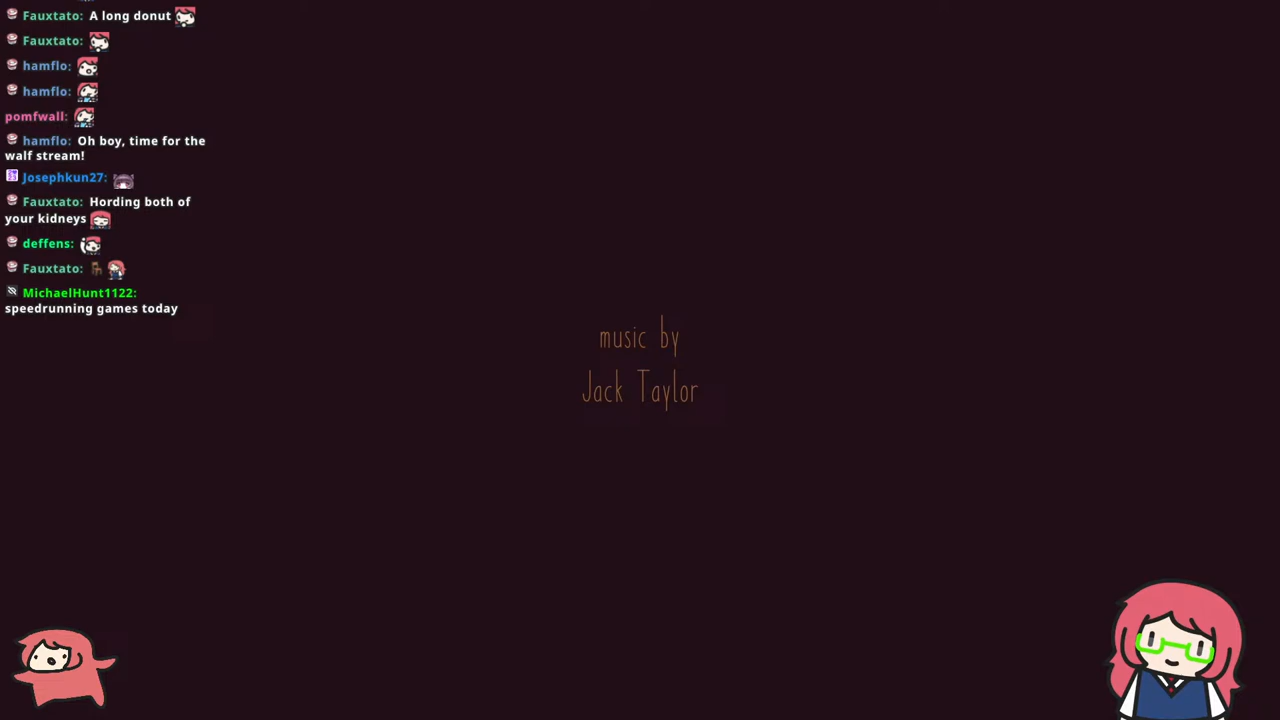 Fauxtato: A long donut
Fauxtato:
hamflo:
hamflo:
pomfwall:
hamflo: Oh boy, time for the
walf stream!
Josephkun27:
Fauxtato: Hording both of
your kidneys
deffens:
Fauxtato:
MichaelHunt1122:
speedrunning games today
music by
Jack Taylor